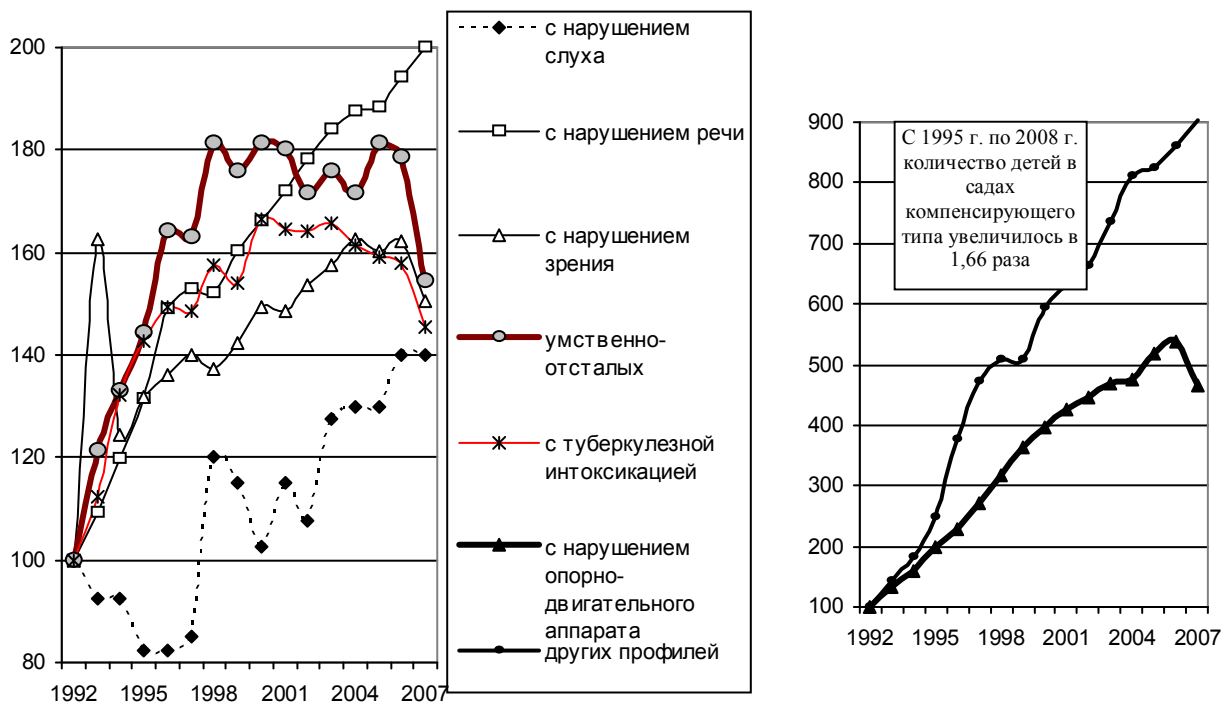 200
180
160
140
120
100
80
1992
1995
1998
2001
2004
2007
с нарушением
слуха
с нарушением речи
с нарушением
зрения
умственно-
отсталых
с туберкулезной
интоксикацией
с нарушением
опорно-
двигательного
аппарата
других профилей
900
800
700
600
500
400
300
200
100
С 1995 г. по 2008 г.
количество детей в
садах
компенсирующего
типа увеличилось в
1,66 раза
1992
1995
1998
2001
2004
2007